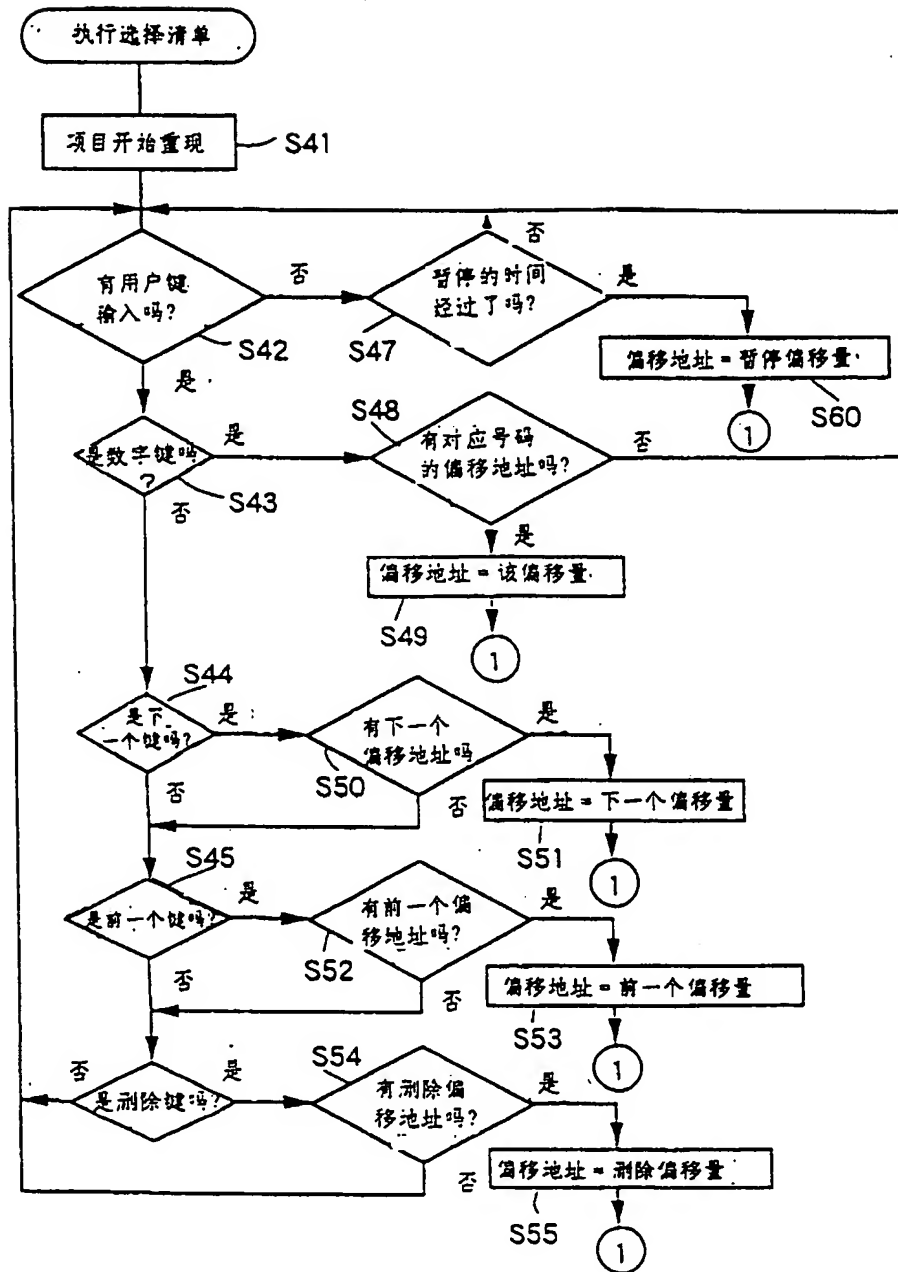 执行选择清单
项目开始重现
S41
有用户键
输入吗?
S42
否
暂停的时间
经过了吗?
S47
否
是
偏移地址=暂停偏移量
S60
1
是
是数字键吗
?
S43
是
S48
有对应号码
的偏移地址吗?
否
否
是
偏移地址=该偏移量
S49
1
S44
是下
一个键吗?
是
有下一个
偏移地址吗
S50
是
否
否
偏移地址=下一个偏移量
S51
1
S45
是前一个键吗?
是
有前一个偏
移地址吗?
S52
是
否
否
偏移地址=前一个偏移量
S53
1
否
是删除键吗?
是
S54
有删除偏
移地址吗?
是
否
偏移地址=删除偏移量
S55
1